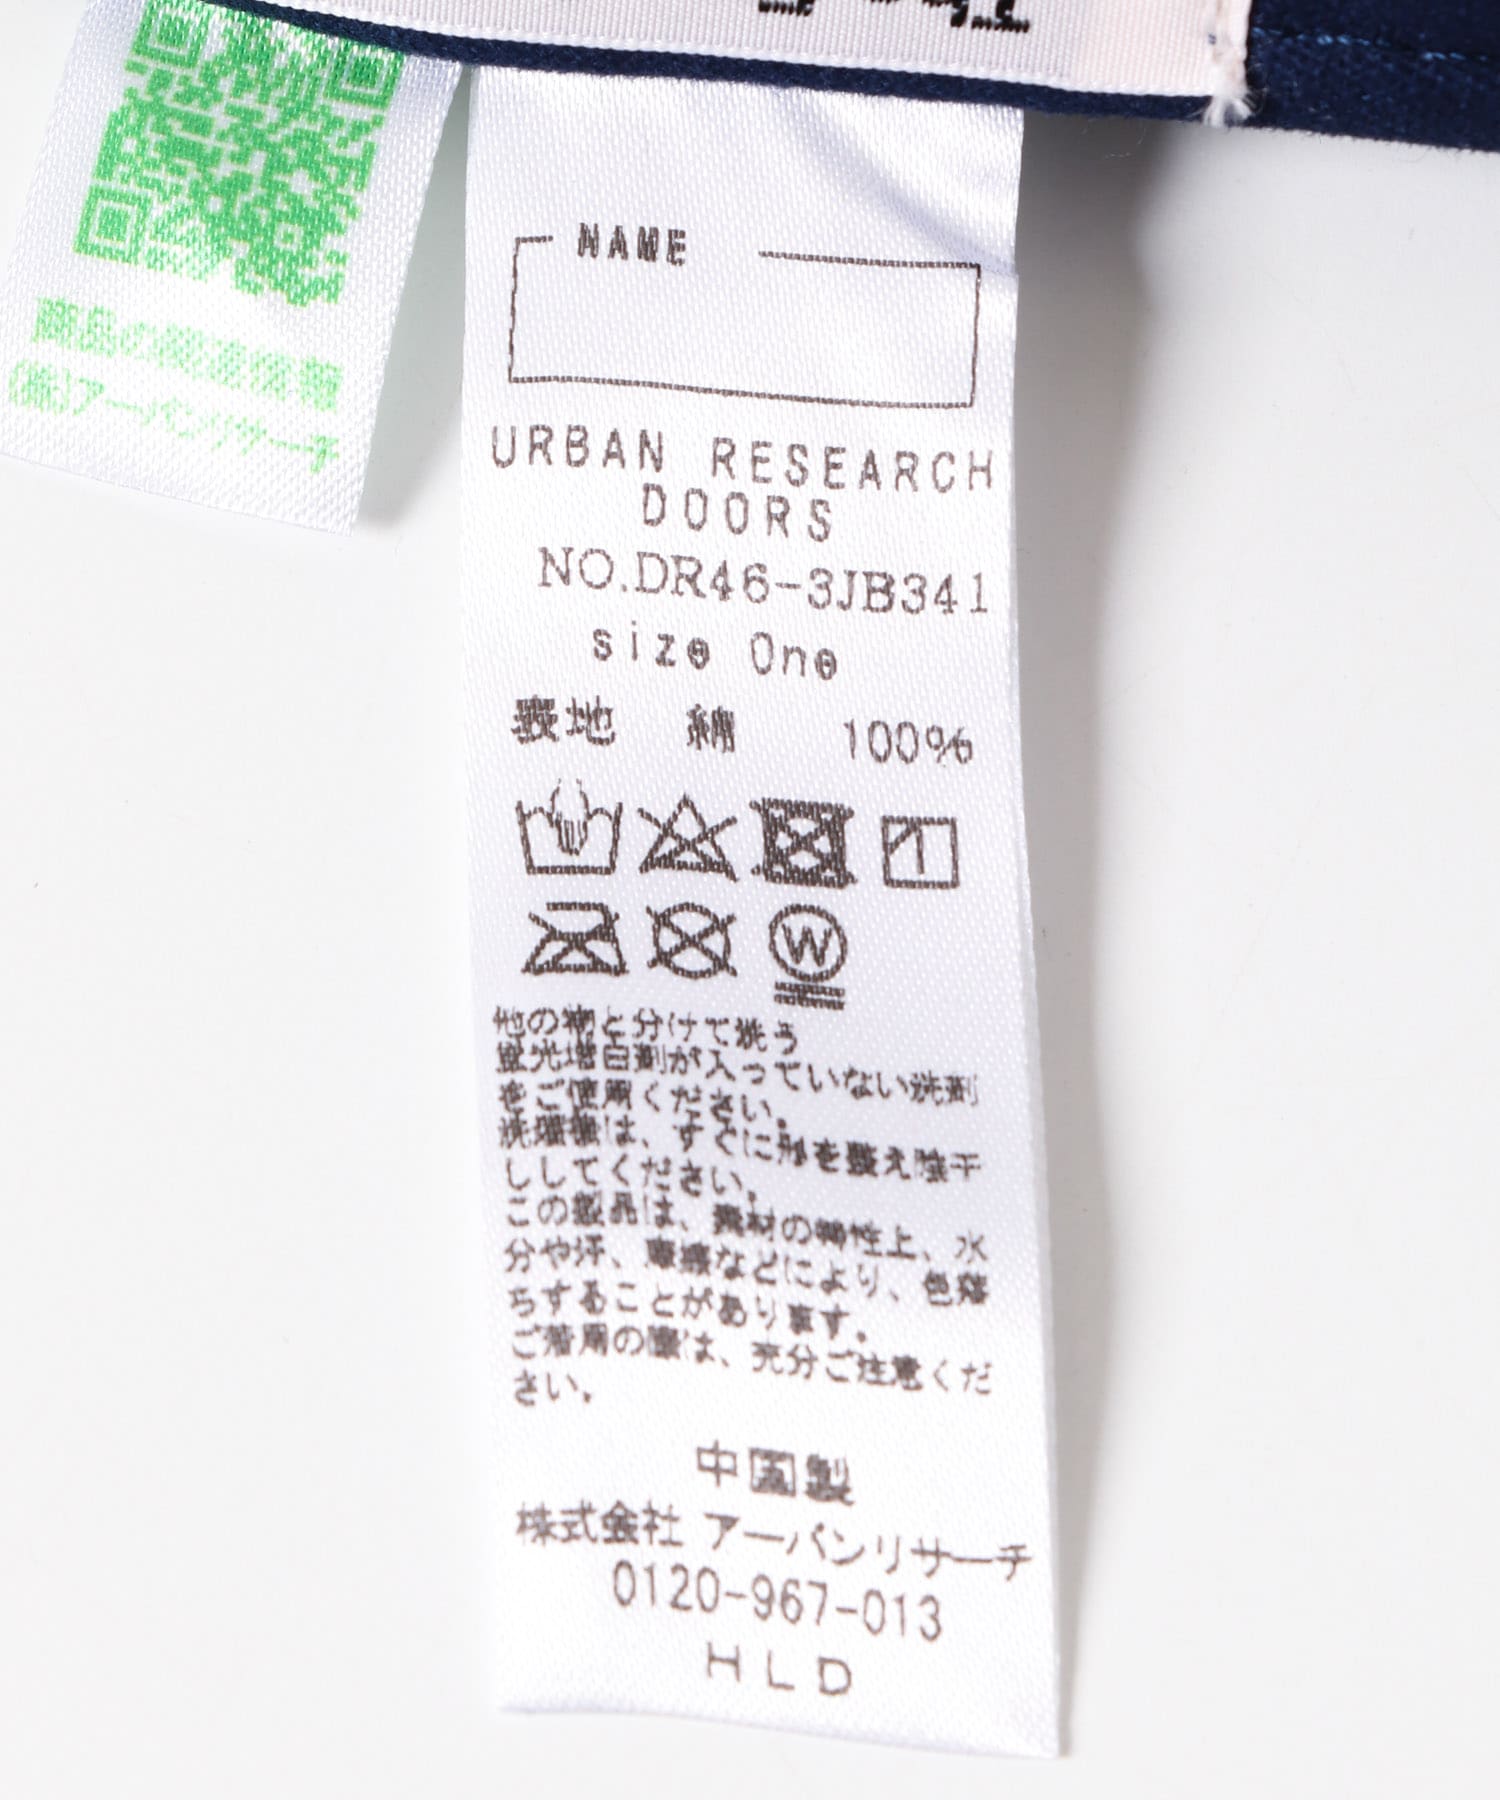 商品の関連情報
(株)アーバンリサーチ
NAME
URBAN RESEARCH
DOORS
NO.DR46-3JB341
size One
表地 綿 100%
W
他の物と分けて洗う
蛍光増白剤が入っていない洗剤
をご使用ください。
洗濯後は、すぐに形を整え陰干
ししてください。
この製品は、素材の特性上、水
分や汗、摩擦などにより、色落
ちすることがあります。
ご着用の際は、充分ご注意くだ
さい。
中国製
株式会社 アーバンリサーチ
0120-967-013
HLD